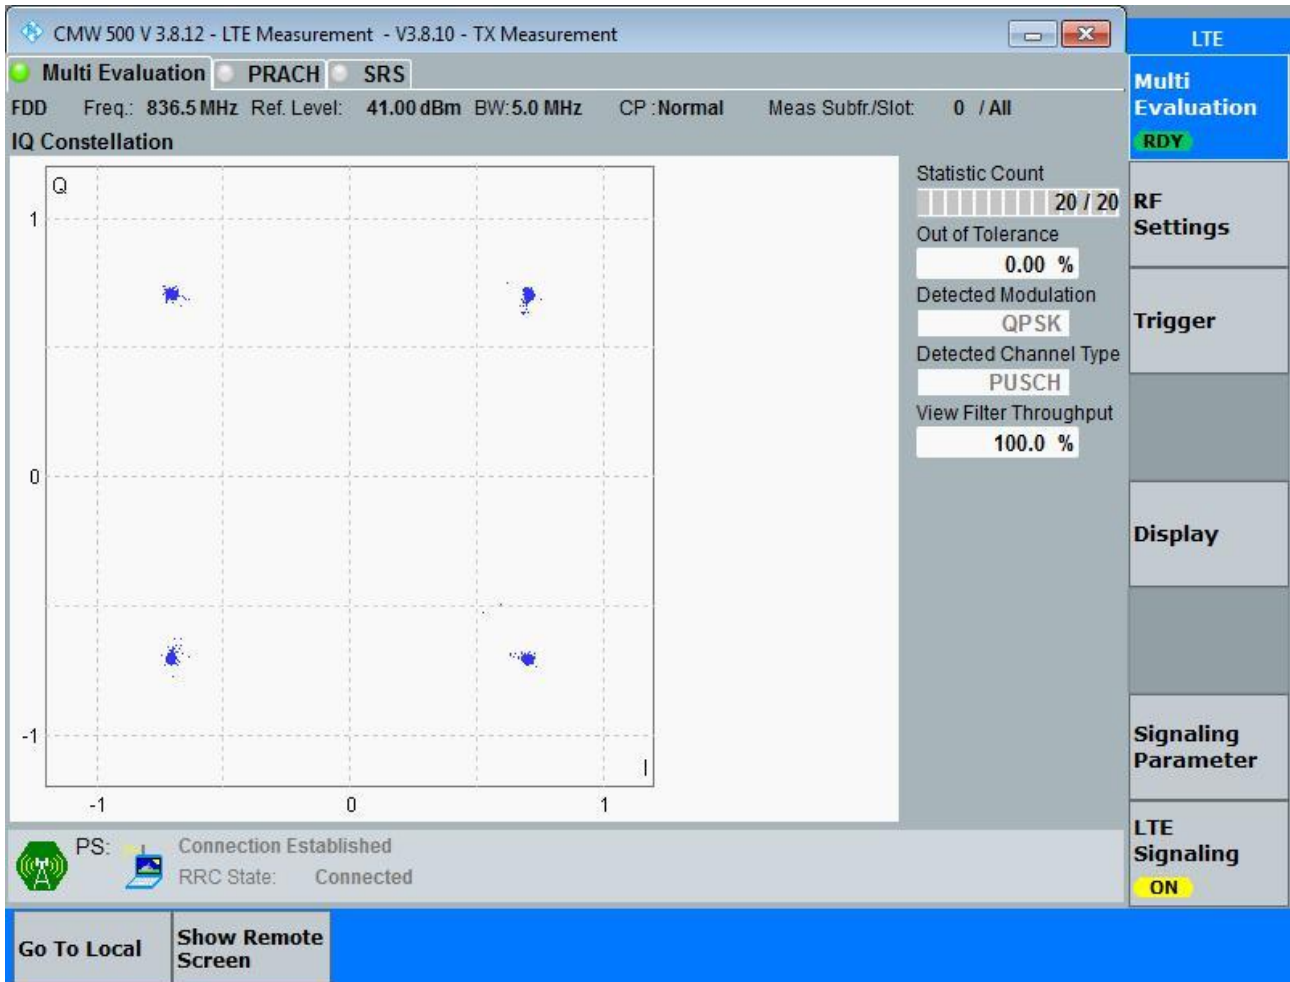 CMW 500 V 3.8.12 - LTE Measurement - V3.8.10 - TX Measurement
LTE
Multi Evaluation PRACH SRS
FDD Freq.: 836.5 MHz Ref. Level: 41.00 dBm BW: 5.0 MHz CP : Normal Meas Subfr./Slot: 0 / All
IQ Constellation
Q
1
0
-1
I
-1 0 1
Statistic Count
20 / 20
Out of Tolerance
0.00 %
Detected Modulation
QPSK
Detected Channel Type
PUSCH
View Filter Throughput
100.0 %
Multi
Evaluation
RDY
RF
Settings
Trigger
Display
Signaling
Parameter
LTE
Signaling
ON
PS: Connection Established
RRC State: Connected
Go To Local
Show Remote
Screen